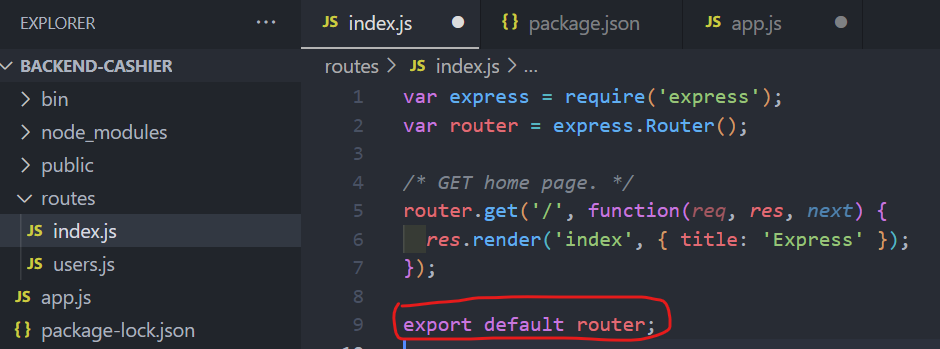 EXPLORER ···
BACKEND-CASHIER
bin
node_modules
public
routes
JS index.js
JS users.js
JS app.js
{} package-lock.json
JS index.js
{} package.json
JS app.js
routes > JS index.js > ...
1 var express = require('express');
2 var router = express.Router();
3
4 /* GET home page. */
5 router.get('/', function(req, res, next) {
6 res.render('index', { title: 'Express' });
7 });
8
9 export default router;